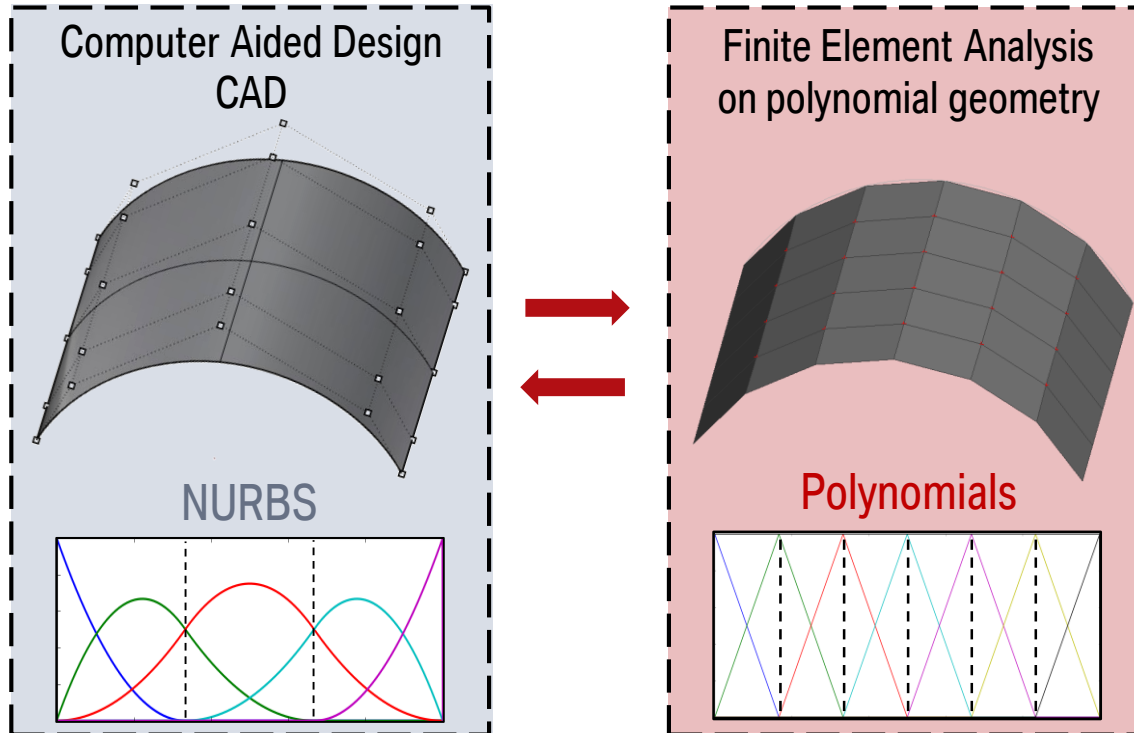 Computer Aided Design
CAD
NURBS
Finite Element Analysis
on polynomial geometry
Polynomials